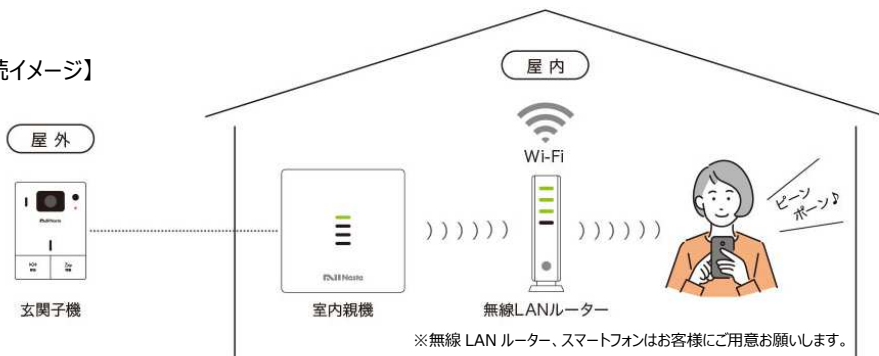 続イメージ】
屋内
屋外
Wi-Fi
ピーン
ポーン♪
Nasta
玄関子機
室内親機
無線LANルーター
※無線 LAN ルーター、スマートフォンはお客様にご用意お願いします。